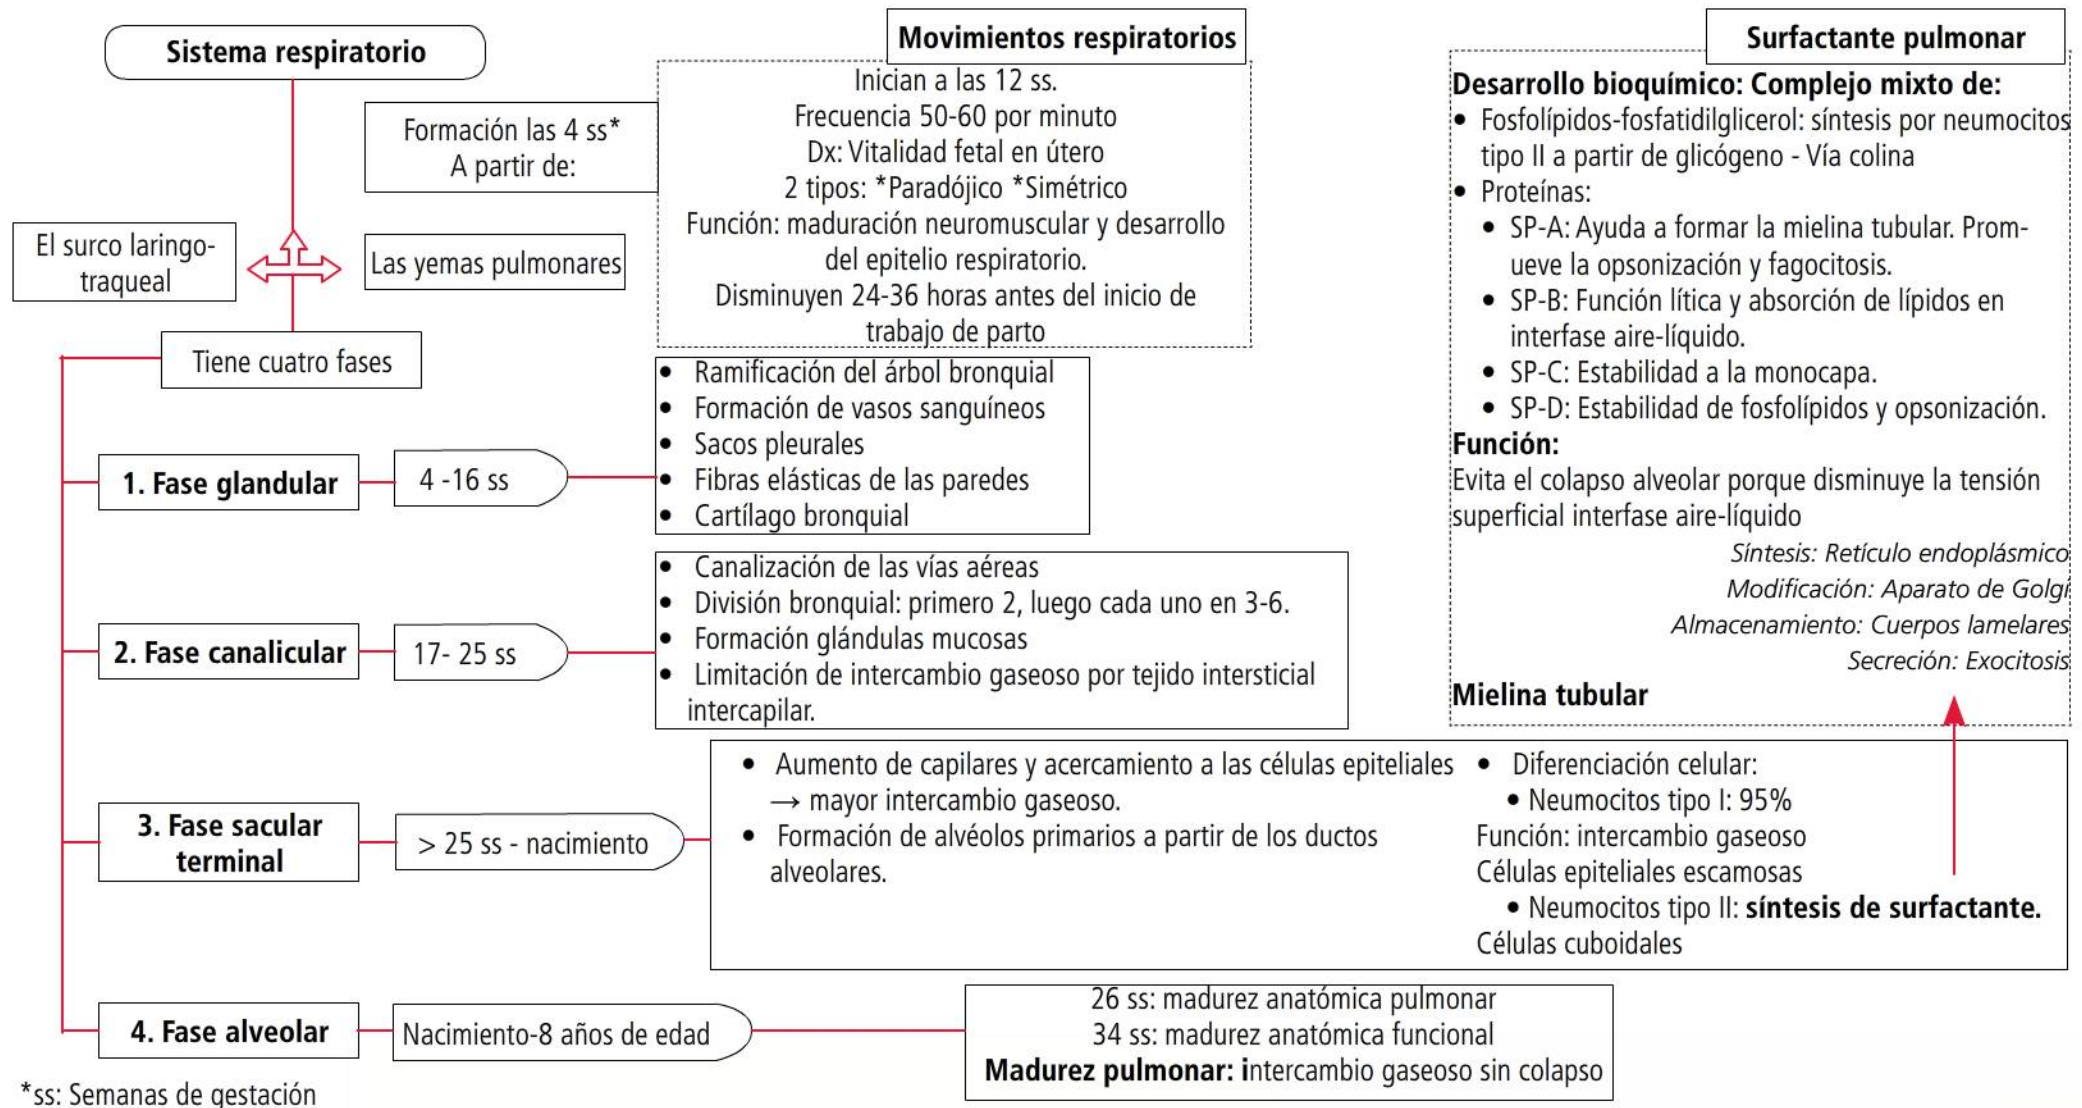 Sistema respiratorio
Formación las 4 ss*
A partir de:
El surco laringo-
traqueal
Las yemas pulmonares
Tiene cuatro fases
Movimientos respiratorios
Inician a las 12 ss.
Frecuencia 50-60 por minuto
Dx: Vitalidad fetal en útero
2 tipos: *Paradójico *Simétrico
Función: maduración neuromuscular y desarrollo
del epitelio respiratorio.
Disminuyen 24-36 horas antes del inicio de
trabajo de parto
Surfactante pulmonar
Desarrollo bioquímico: Complejo mixto de:
• Fosfolípidos-fosfatidilglicerol: síntesis por neumocitos
tipo II a partir de glicógeno - Vía colina
• Proteínas:
• SP-A: Ayuda a formar la mielina tubular. Prom-
ueve la opsonización y fagocitosis.
• SP-B: Función lítica y absorción de lípidos en
interfase aire-líquido.
• SP-C: Estabilidad a la monocapa.
• SP-D: Estabilidad de fosfolípidos y opsonización.
Función:
Evita el colapso alveolar porque disminuye la tensión
superficial interfase aire-líquido
Síntesis: Retículo endoplásmico
Modificación: Aparato de Golgi
Almacenamiento: Cuerpos lamelares
Secreción: Exocitosis
Mielina tubular
1. Fase glandular
4 -16 ss
• Ramificación del árbol bronquial
• Formación de vasos sanguíneos
• Sacos pleurales
• Fibras elásticas de las paredes
• Cartílago bronquial
2. Fase canalicular
17- 25 ss
• Canalización de las vías aéreas
• División bronquial: primero 2, luego cada uno en 3-6.
• Formación glándulas mucosas
• Limitación de intercambio gaseoso por tejido intersticial
intercapilar.
3. Fase sacular
terminal
> 25 ss - nacimiento
• Aumento de capilares y acercamiento a las células epiteliales
→ mayor intercambio gaseoso.
• Formación de alvéolos primarios a partir de los ductos
alveolares.
• Diferenciación celular:
• Neumocitos tipo I: 95%
Función: intercambio gaseoso
Células epiteliales escamosas
• Neumocitos tipo II: síntesis de surfactante.
Células cuboidales
4. Fase alveolar
Nacimiento-8 años de edad
26 ss: madurez anatómica pulmonar
34 ss: madurez anatómica funcional
Madurez pulmonar: intercambio gaseoso sin colapso
*ss: Semanas de gestación